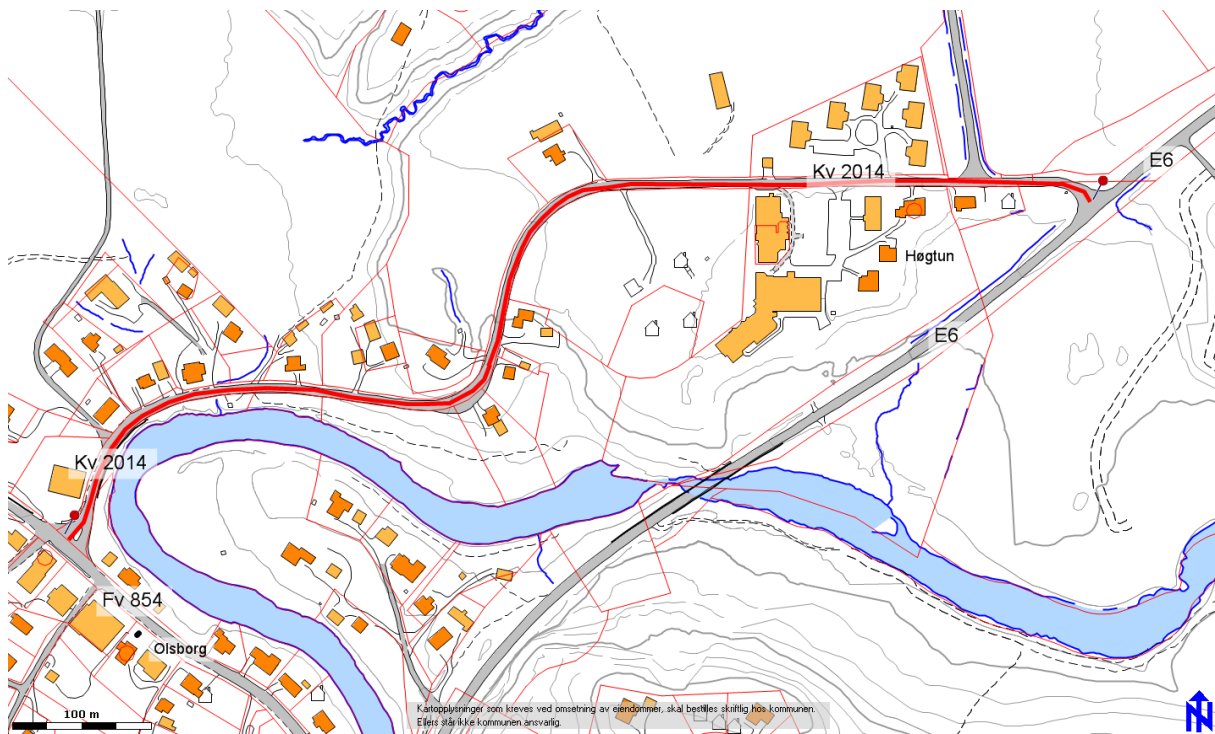 E6
Kv 2014
Høgtun
E6
Kv 2014
Fv 854
Olsborg
100 m
Kartopplysninger som kreves ved omsetning av eiendommer, skal bestilles skriftlig hos kommunen.
Ellers står ikke kommunen ansvarlig.
N